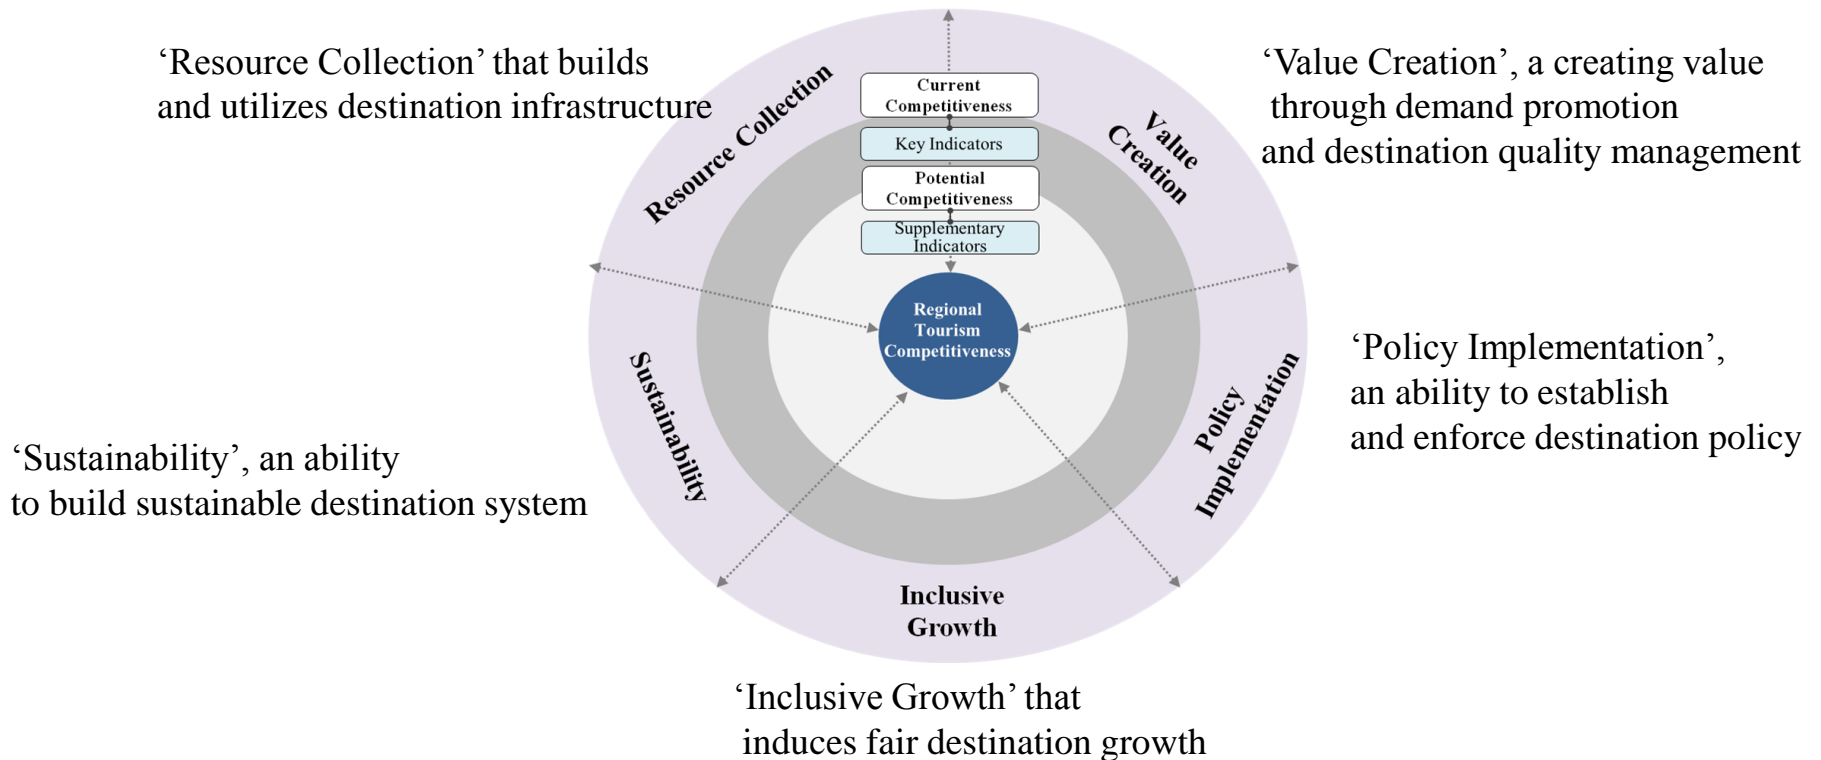 ‘Resource Collection’ that builds
and utilizes destination infrastructure
‘Value Creation’, a creating value
through demand promotion
and destination quality management
Resource Collection
Current
Competitiveness
Key Indicators
Potential
Competitiveness
Supplementary
Indicators
Value
Creation
Regional
Tourism
Competitiveness
Sustainability
Policy
Implementation
‘Policy Implementation’,
an ability to establish
and enforce destination policy
‘Sustainability’, an ability
to build sustainable destination system
Inclusive
Growth
‘Inclusive Growth’ that
induces fair destination growth